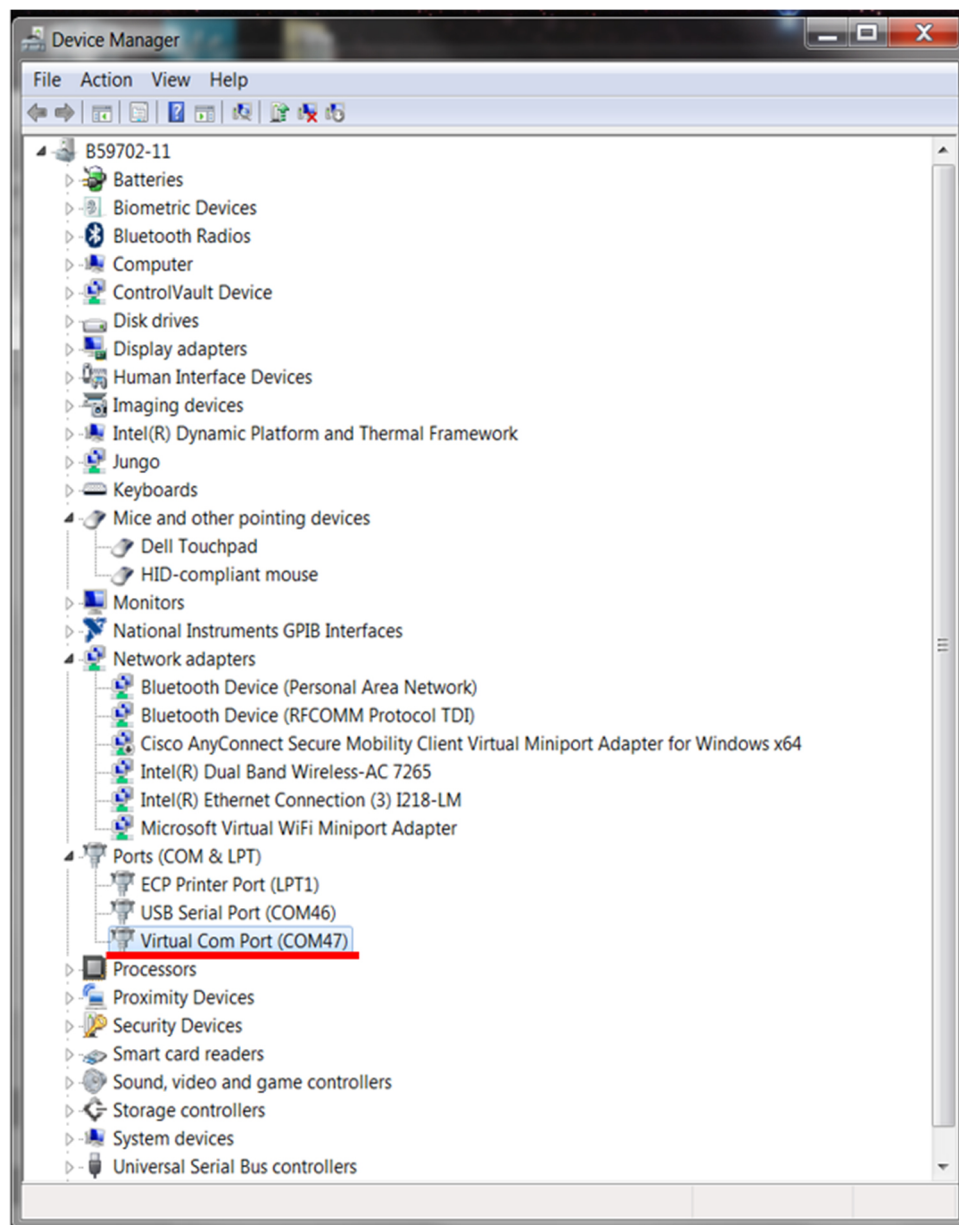 Device Manager
File Action View Help
B59702-11
Batteries
Biometric Devices
Bluetooth Radios
Computer
ControlVault Device
Disk drives
Display adapters
Human Interface Devices
Imaging devices
Intel(R) Dynamic Platform and Thermal Framework
Jungo
Keyboards
Mice and other pointing devices
Dell Touchpad
HID-compliant mouse
Monitors
National Instruments GPIB Interfaces
Network adapters
Bluetooth Device (Personal Area Network)
Bluetooth Device (RFCOMM Protocol TDI)
Cisco AnyConnect Secure Mobility Client Virtual Miniport Adapter for Windows x64
Intel(R) Dual Band Wireless-AC 7265
Intel(R) Ethernet Connection (3) I218-LM
Microsoft Virtual WiFi Miniport Adapter
Ports (COM & LPT)
ECP Printer Port (LPT1)
USB Serial Port (COM46)
Virtual Com Port (COM47)
Processors
Proximity Devices
Security Devices
Smart card readers
Sound, video and game controllers
Storage controllers
System devices
Universal Serial Bus controllers